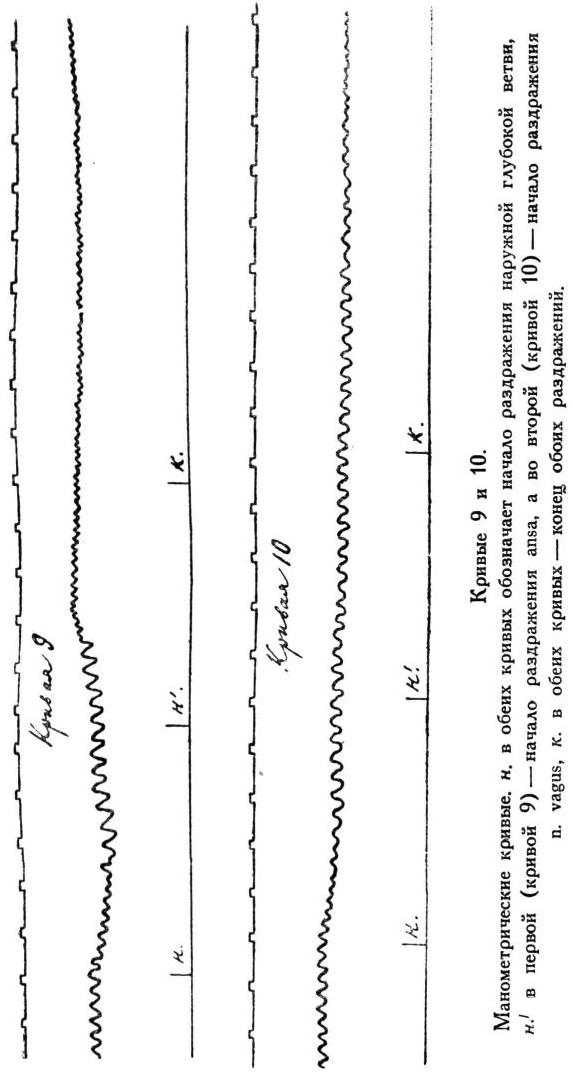 Кривая 9
н.
н'.
к.
Кривая 10
н.
н!
к.
Кривые 9 и 10.
Манометрические кривые. н. в обеих кривых обозначает начало раздражения наружной глубокой ветви,
н.' в первой (кривой 9) — начало раздражения ansa, а во второй (кривой 10) — начало раздражения
n. vagus, к. в обеих кривых — конец обоих раздражений.